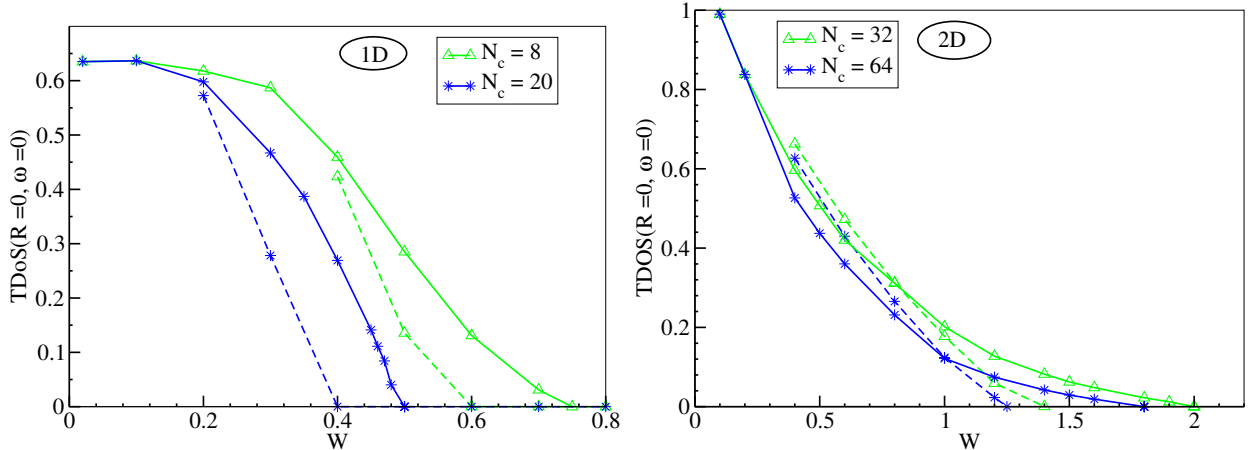 1D
N_c = 8
N_c = 20
TDoS(R =0, ω =0)
0.6
0.5
0.4
0.3
0.2
0.1
0
0 0.2 0.4 0.6 0.8
W
2D
N_c = 32
N_c = 64
TDOS(R =0, ω =0)
1
0.8
0.6
0.4
0.2
0
0 0.5 1 1.5 2
W